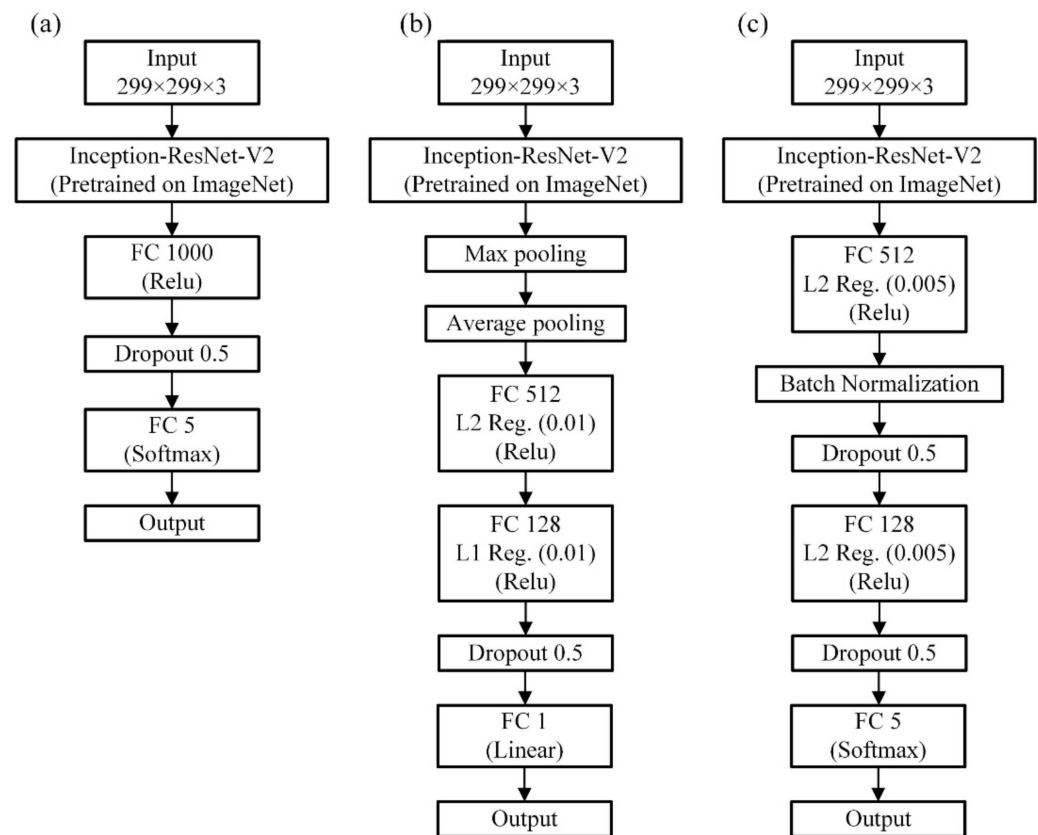 (a)
Input
299×299×3
Inception-ResNet-V2
(Pretrained on ImageNet)
FC 1000
(Relu)
Dropout 0.5
FC 5
(Softmax)
Output
(b)
Input
299×299×3
Inception-ResNet-V2
(Pretrained on ImageNet)
Max pooling
Average pooling
FC 512
L2 Reg. (0.01)
(Relu)
FC 128
L1 Reg. (0.01)
(Relu)
Dropout 0.5
FC 1
(Linear)
Output
(c)
Input
299×299×3
Inception-ResNet-V2
(Pretrained on ImageNet)
FC 512
L2 Reg. (0.005)
(Relu)
Batch Normalization
Dropout 0.5
FC 128
L2 Reg. (0.005)
(Relu)
Dropout 0.5
FC 5
(Softmax)
Output